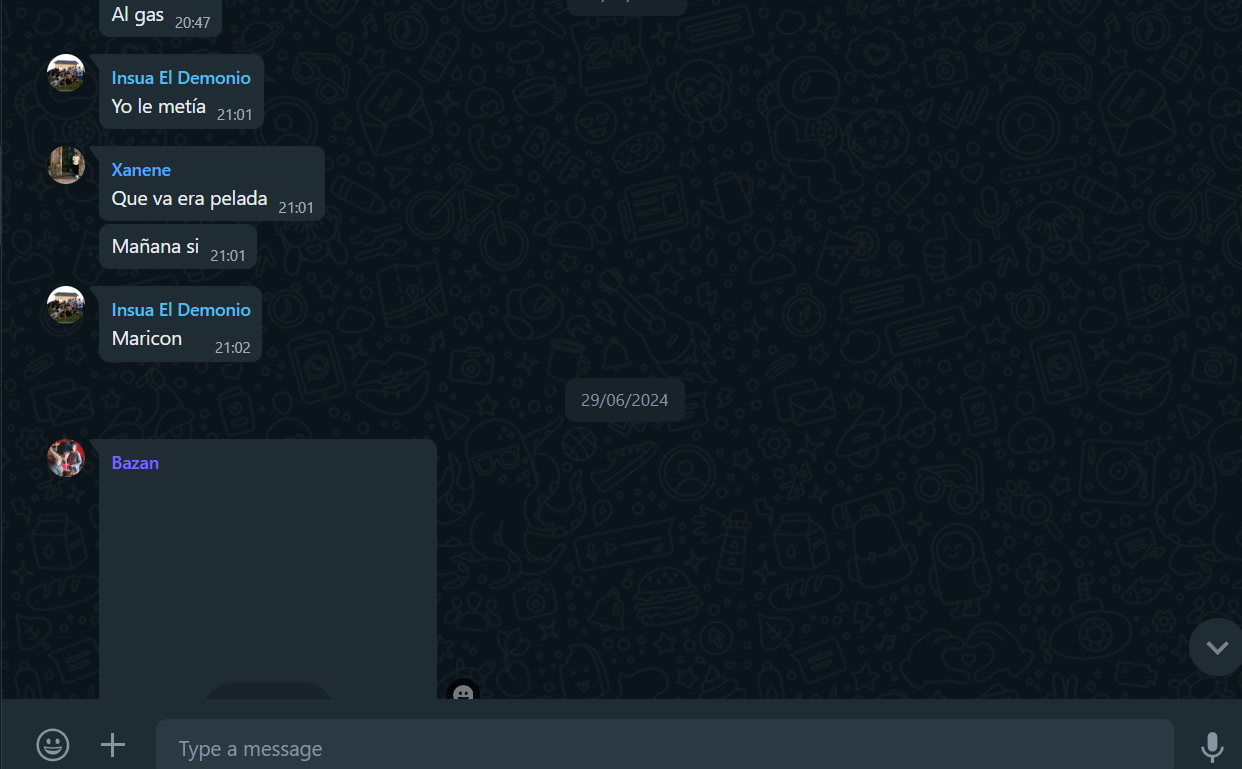 Al gas 20:47
Insua El Demonio
Yo le metía 21:01
Xanene
Que va era pelada 21:01
Mañana si 21:01
Insua El Demonio
Maricon 21:02
29/06/2024
Bazan
Type a message